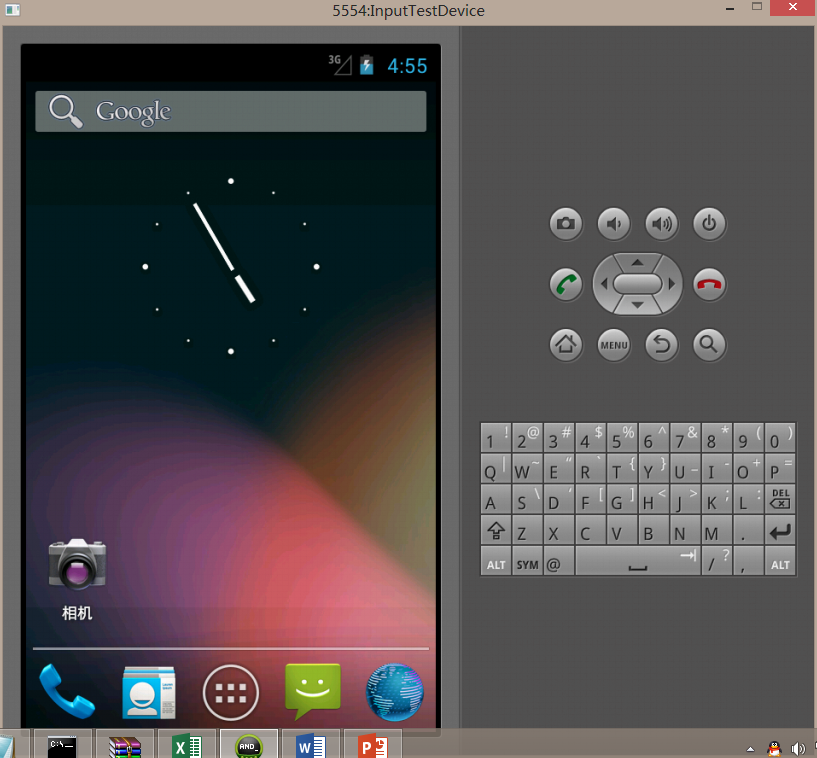 5554:InputTestDevice
3G 4:55
Google
MENU
1 ! 2 @ 3 # 4 $ 5 % 6 ^ 7 & 8 * 9 ( 0 )
Q | W ~ E “ R ` T { Y } U _ I - O + P =
A S \ D ‘ F [ G ] H < J > K ; L : DEL
Z X C V B N M .
ALT SYM @ / ? , ALT
相机
C:\_ X AND_ W P